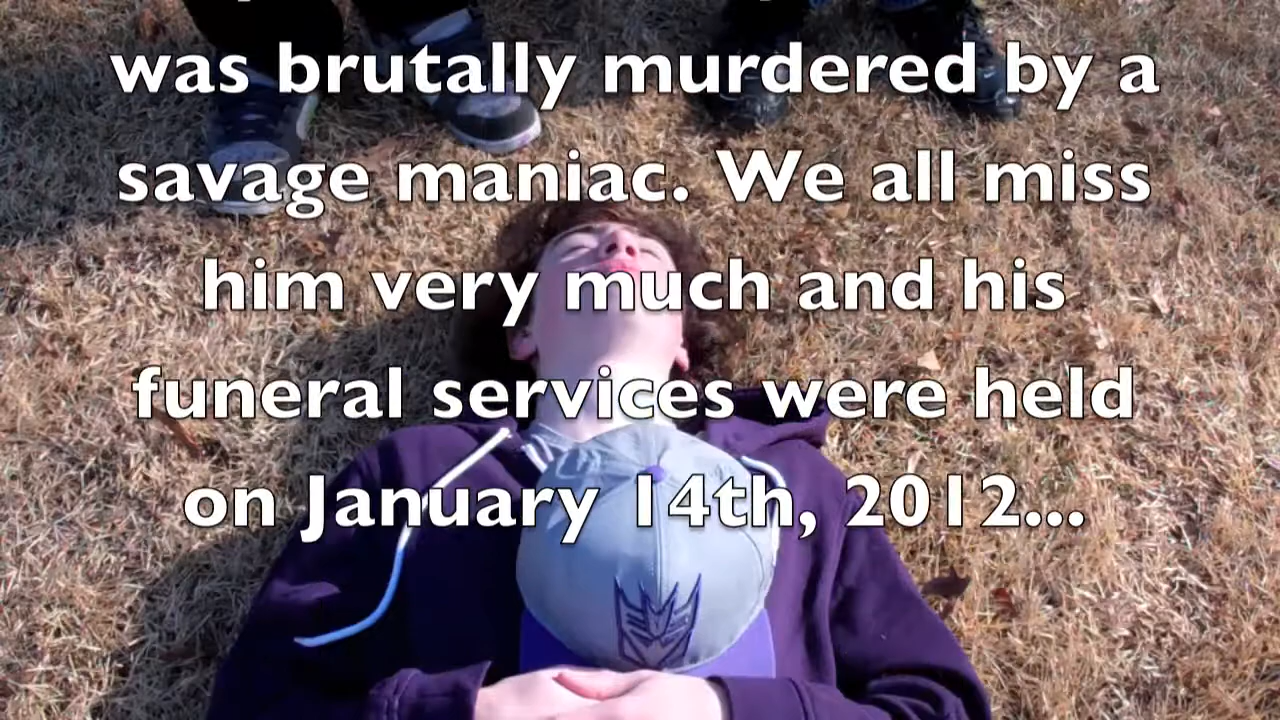 was brutally murdered by a
savage maniac. We all miss
him very much and his
funeral services were held
on January 14th, 2012...